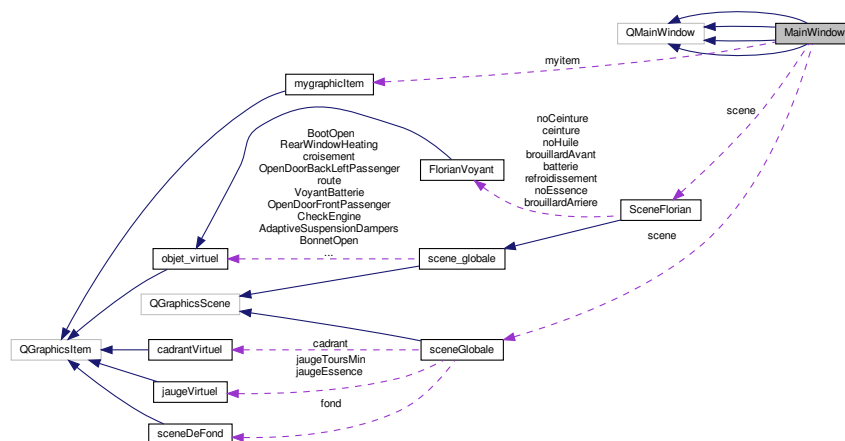 QMainWindow
MainWindow
myitem
mygraphicItem
scene
BootOpen
RearWindowHeating
croisement
OpenDoorBackLeftPassenger
route
VoyantBatterie
OpenDoorFrontPassenger
CheckEngine
AdaptiveSuspensionDampers
BonnetOpen
...
FlorianVoyant
noCeinture
ceinture
noHuile
brouillardAvant
batterie
refroidissement
noEssence
brouillardArriere
SceneFlorian
scene
objet_virtuel
scene_globale
QGraphicsScene
QGraphicsItem
cadrantVirtuel
cadrant
jaugeToursMin
jaugeEssence
sceneGlobale
jaugeVirtuel
fond
sceneDeFond